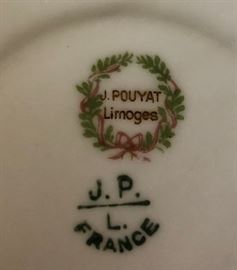 J. POUYAT
Limoges
J. P.
L.
FRANCE